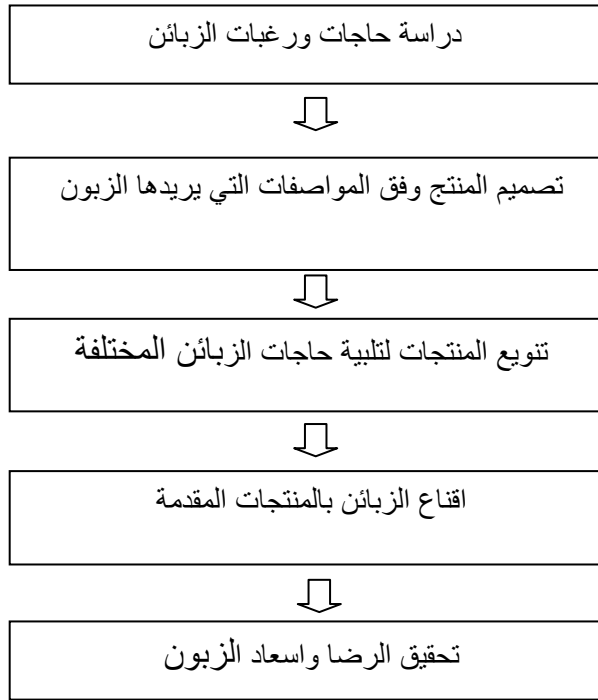 دراسة حاجات ورغبات الزبائن
تصميم المنتج وفق المواصفات التي يريدها الزبون
تنويع المنتجات لتلبية حاجات الزبائن المختلفة
اقناع الزبائن بالمنتجات المقدمة
تحقيق الرضا واسعاد الزبون